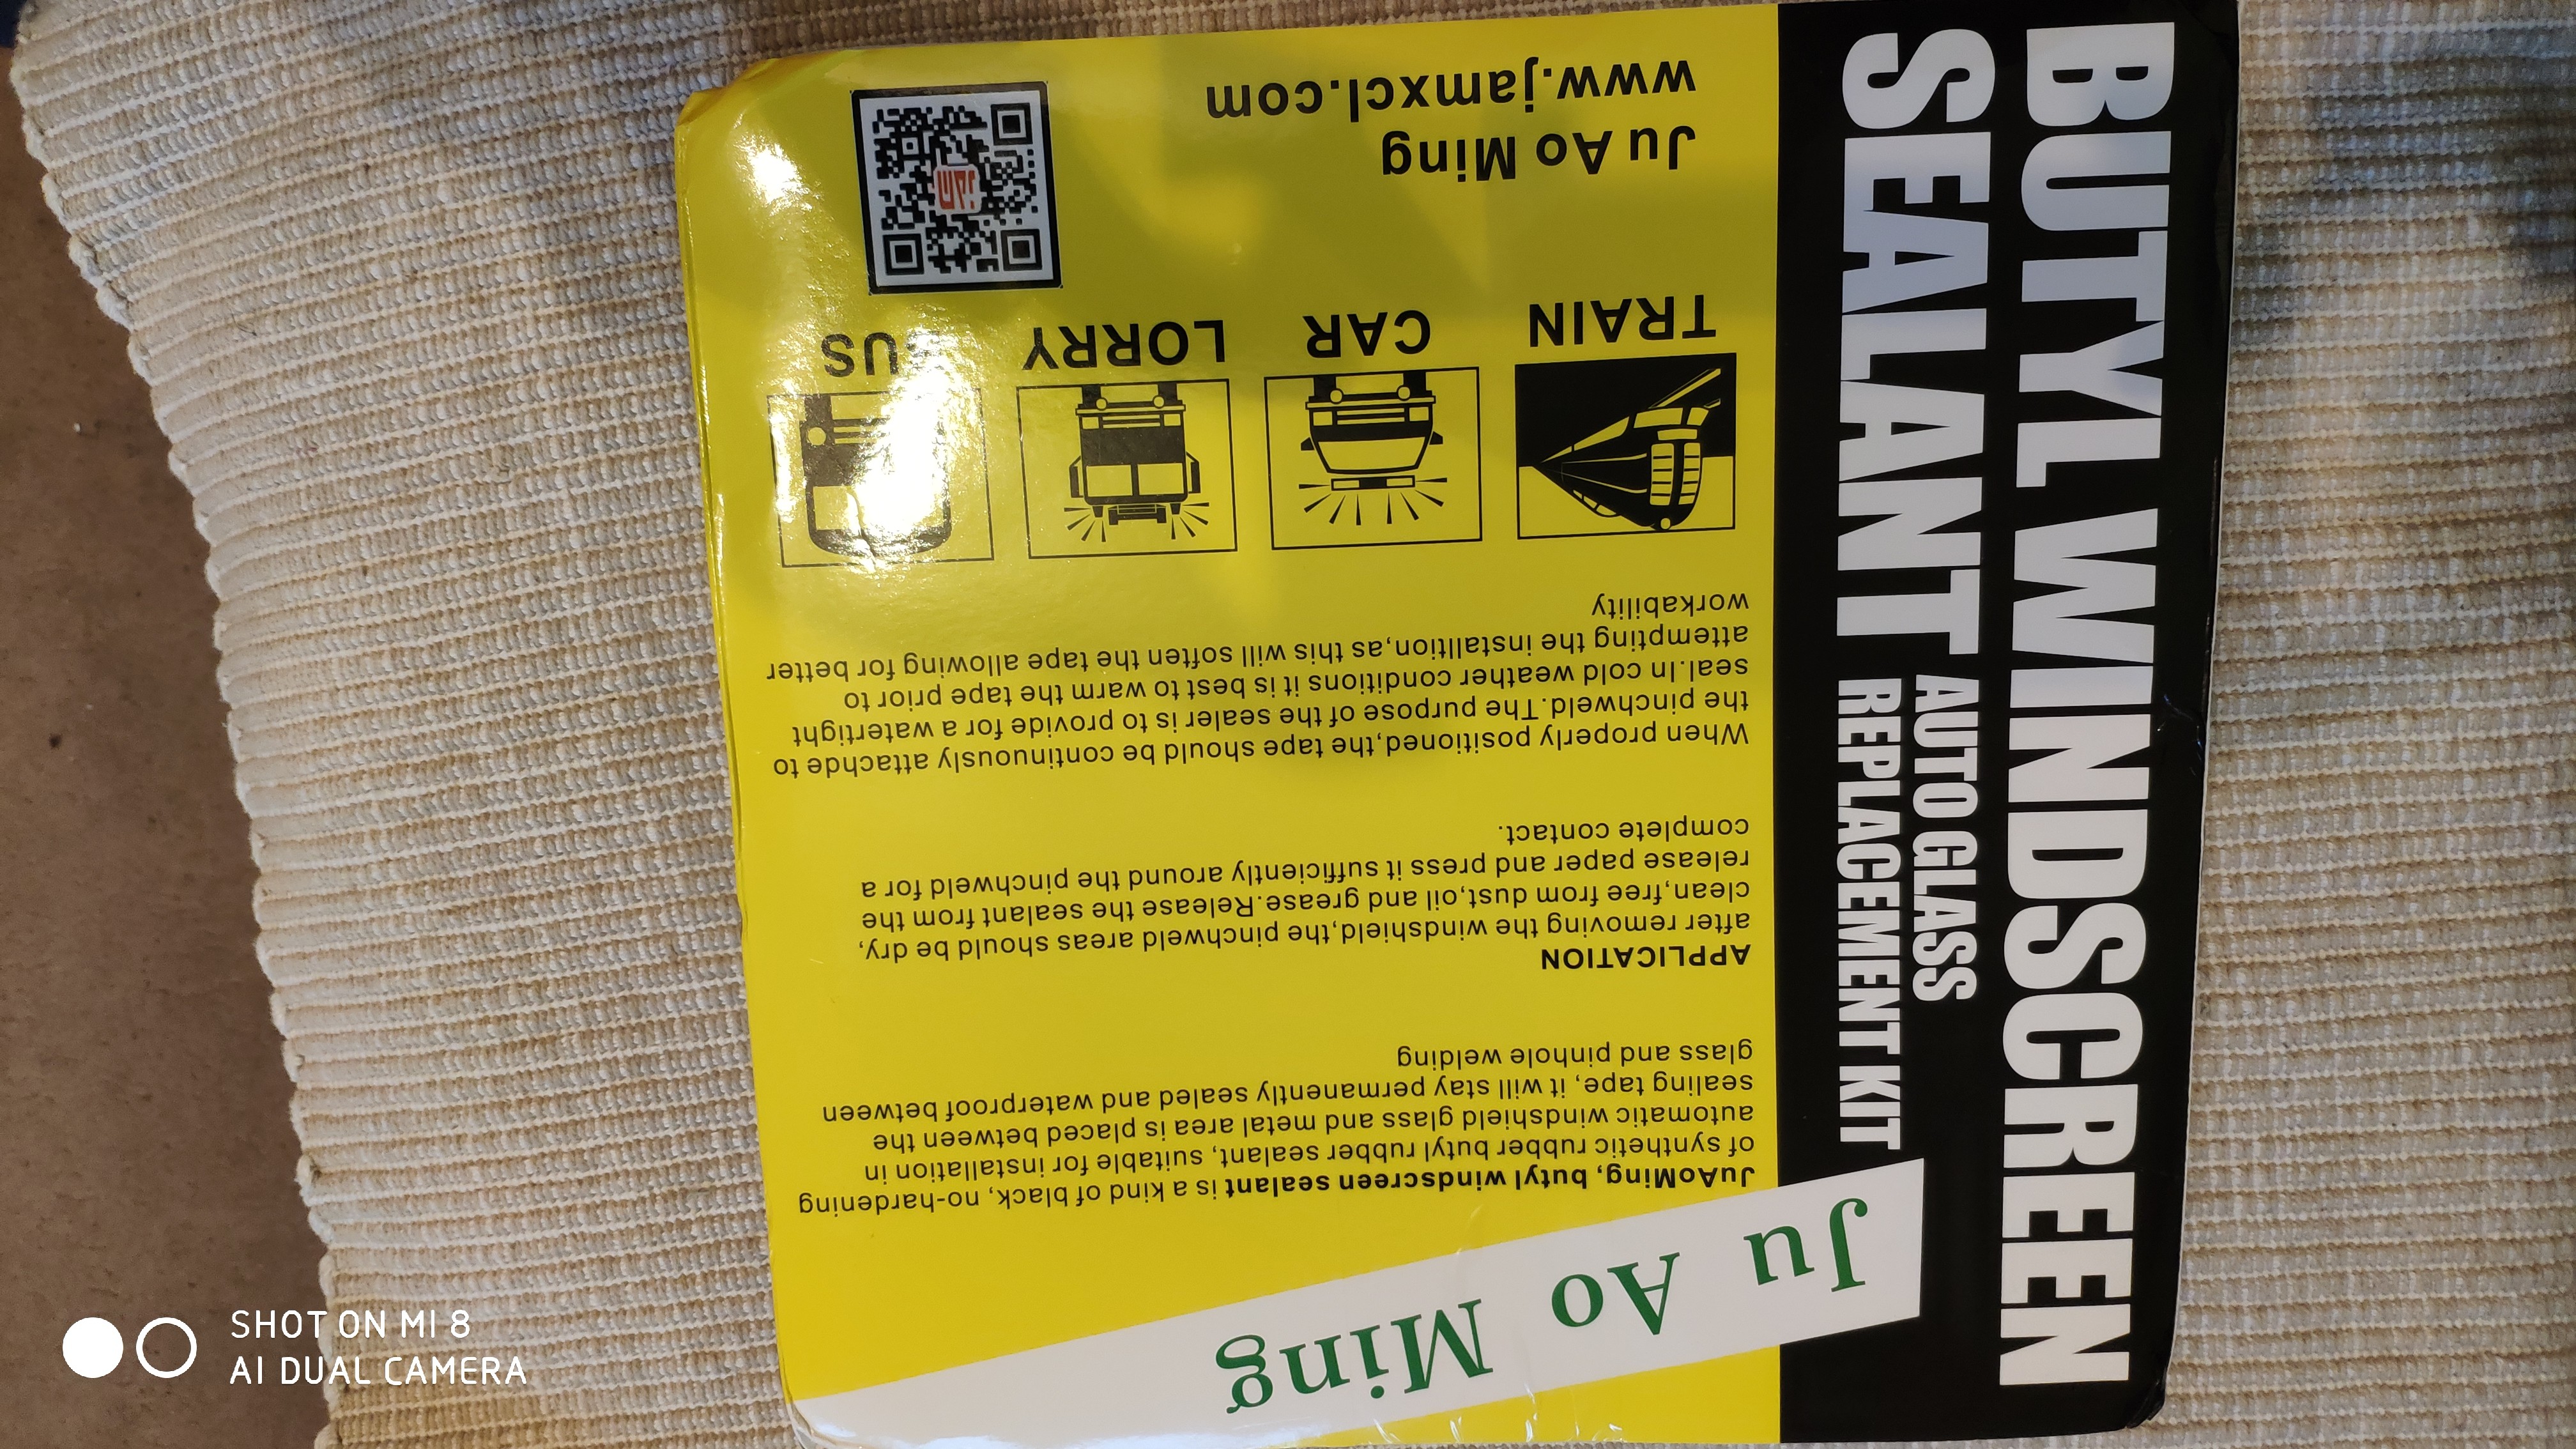 Ju Ao Ming
JuAoMing, butyl windscreen sealant is a kind of black, no-hardening
of synthetic rubber butyl rubber sealant, suitable for installation in
automatic windshield glass and metal area is placed between the
sealing tape, it will stay permanently sealed and waterproof between
glass and pinhole welding
APPLICATION
after removing the windshield,the pinchweld areas should be dry,
clean,free from dust,oil and grease.Release the sealant from the
release paper and press it sufficiently around the pinchweld for a
complete contact.
When properly positioned,the tape should be continuously attachde to
the pinchweld.The purpose of the sealer is to provide for a watertight
seal.In cold weather conditions it is best to warm the tape prior to
attempting the installtion,as this will soften the tape allowing for better
workability
TRAIN
CAR
LORRY
BUS
Ju Ao Ming
www.jamxcl.com
BUTYL WINDSCREEN
SEALANT
AUTO GLASS
REPLACEMENT KIT
SHOT ON MI 8
AI DUAL CAMERA